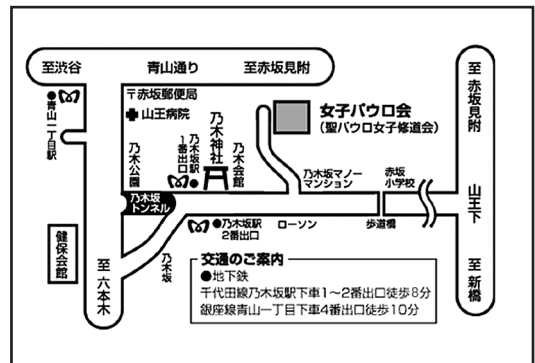 至渋谷
青山通り
至赤坂見附
●青山一丁目駅
〒赤坂郵便局
山王病院
乃木公園
乃木坂駅
1番出口
●
乃木神社
乃木会館
女子パウロ会
(聖パウロ女子修道会)
至 赤坂見附
乃木坂マノー
マンション
赤坂
小学校
山王下
乃木坂
トンネル
●乃木坂駅
2番出口
ローソン
歩道橋
健保会館
至 六本木
乃木坂
至 新橋
交通のご案内
●地下鉄
千代田線乃木坂駅下車1〜2番出口徒歩8分
銀座線青山一丁目下車4番出口徒歩10分